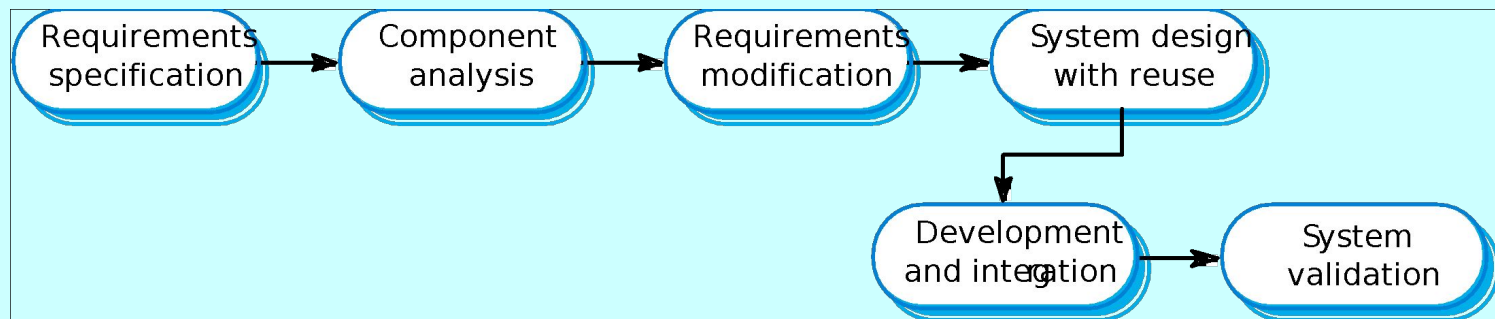 Requirements
specification
Component
analysis
Requirements
modification
System design
with reuse
Development
and integration
System
validation